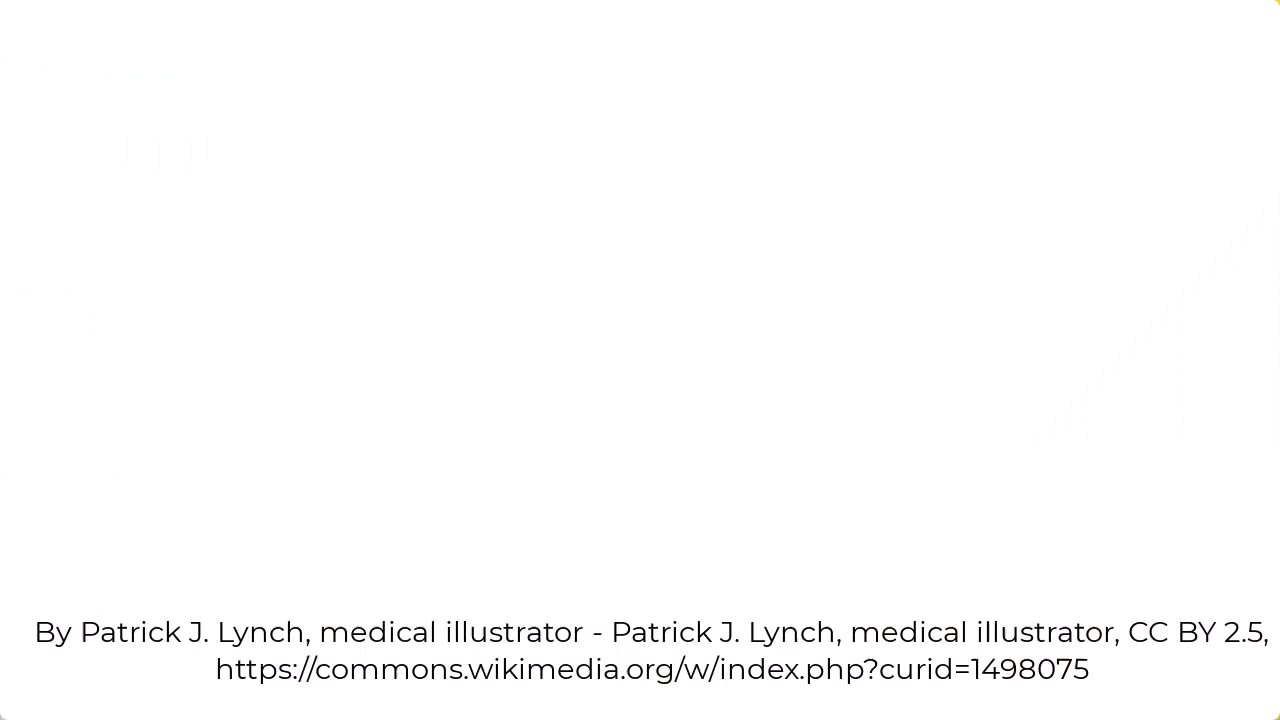 By Patrick J. Lynch, medical illustrator - Patrick J. Lynch, medical illustrator, CC BY 2.5,
https://commons.wikimedia.org/w/index.php?curid=1498075